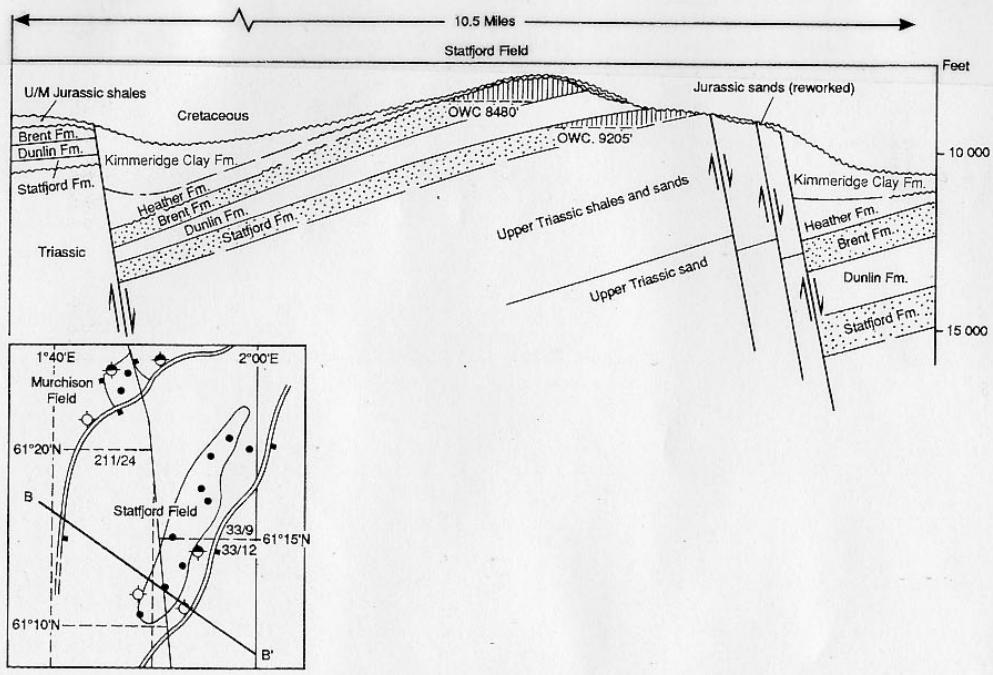 10.5 Miles
Statfjord Field
Feet
U/M Jurassic shales
Jurassic sands (reworked)
Cretaceous
OWC 8480'
Brent Fm.
Dunlin Fm.
OWC. 9205'
Kimmeridge Clay Fm.
10 000
Statfjord Fm.
Kimmeridge Clay Fm.
Heather Fm.
Brent Fm.
Dunlin Fm.
Statfjord Fm.
Upper Triassic shales and sands
Heather Fm.
Brent Fm.
Triassic
Upper Triassic sand
Dunlin Fm.
Statfjord Fm.
15 000
1°40'E
2°00'E
Murchison
Field
61°20'N
211/24
B
Statfjord Field
33/9
61°15'N
33/12
61°10'N
B'